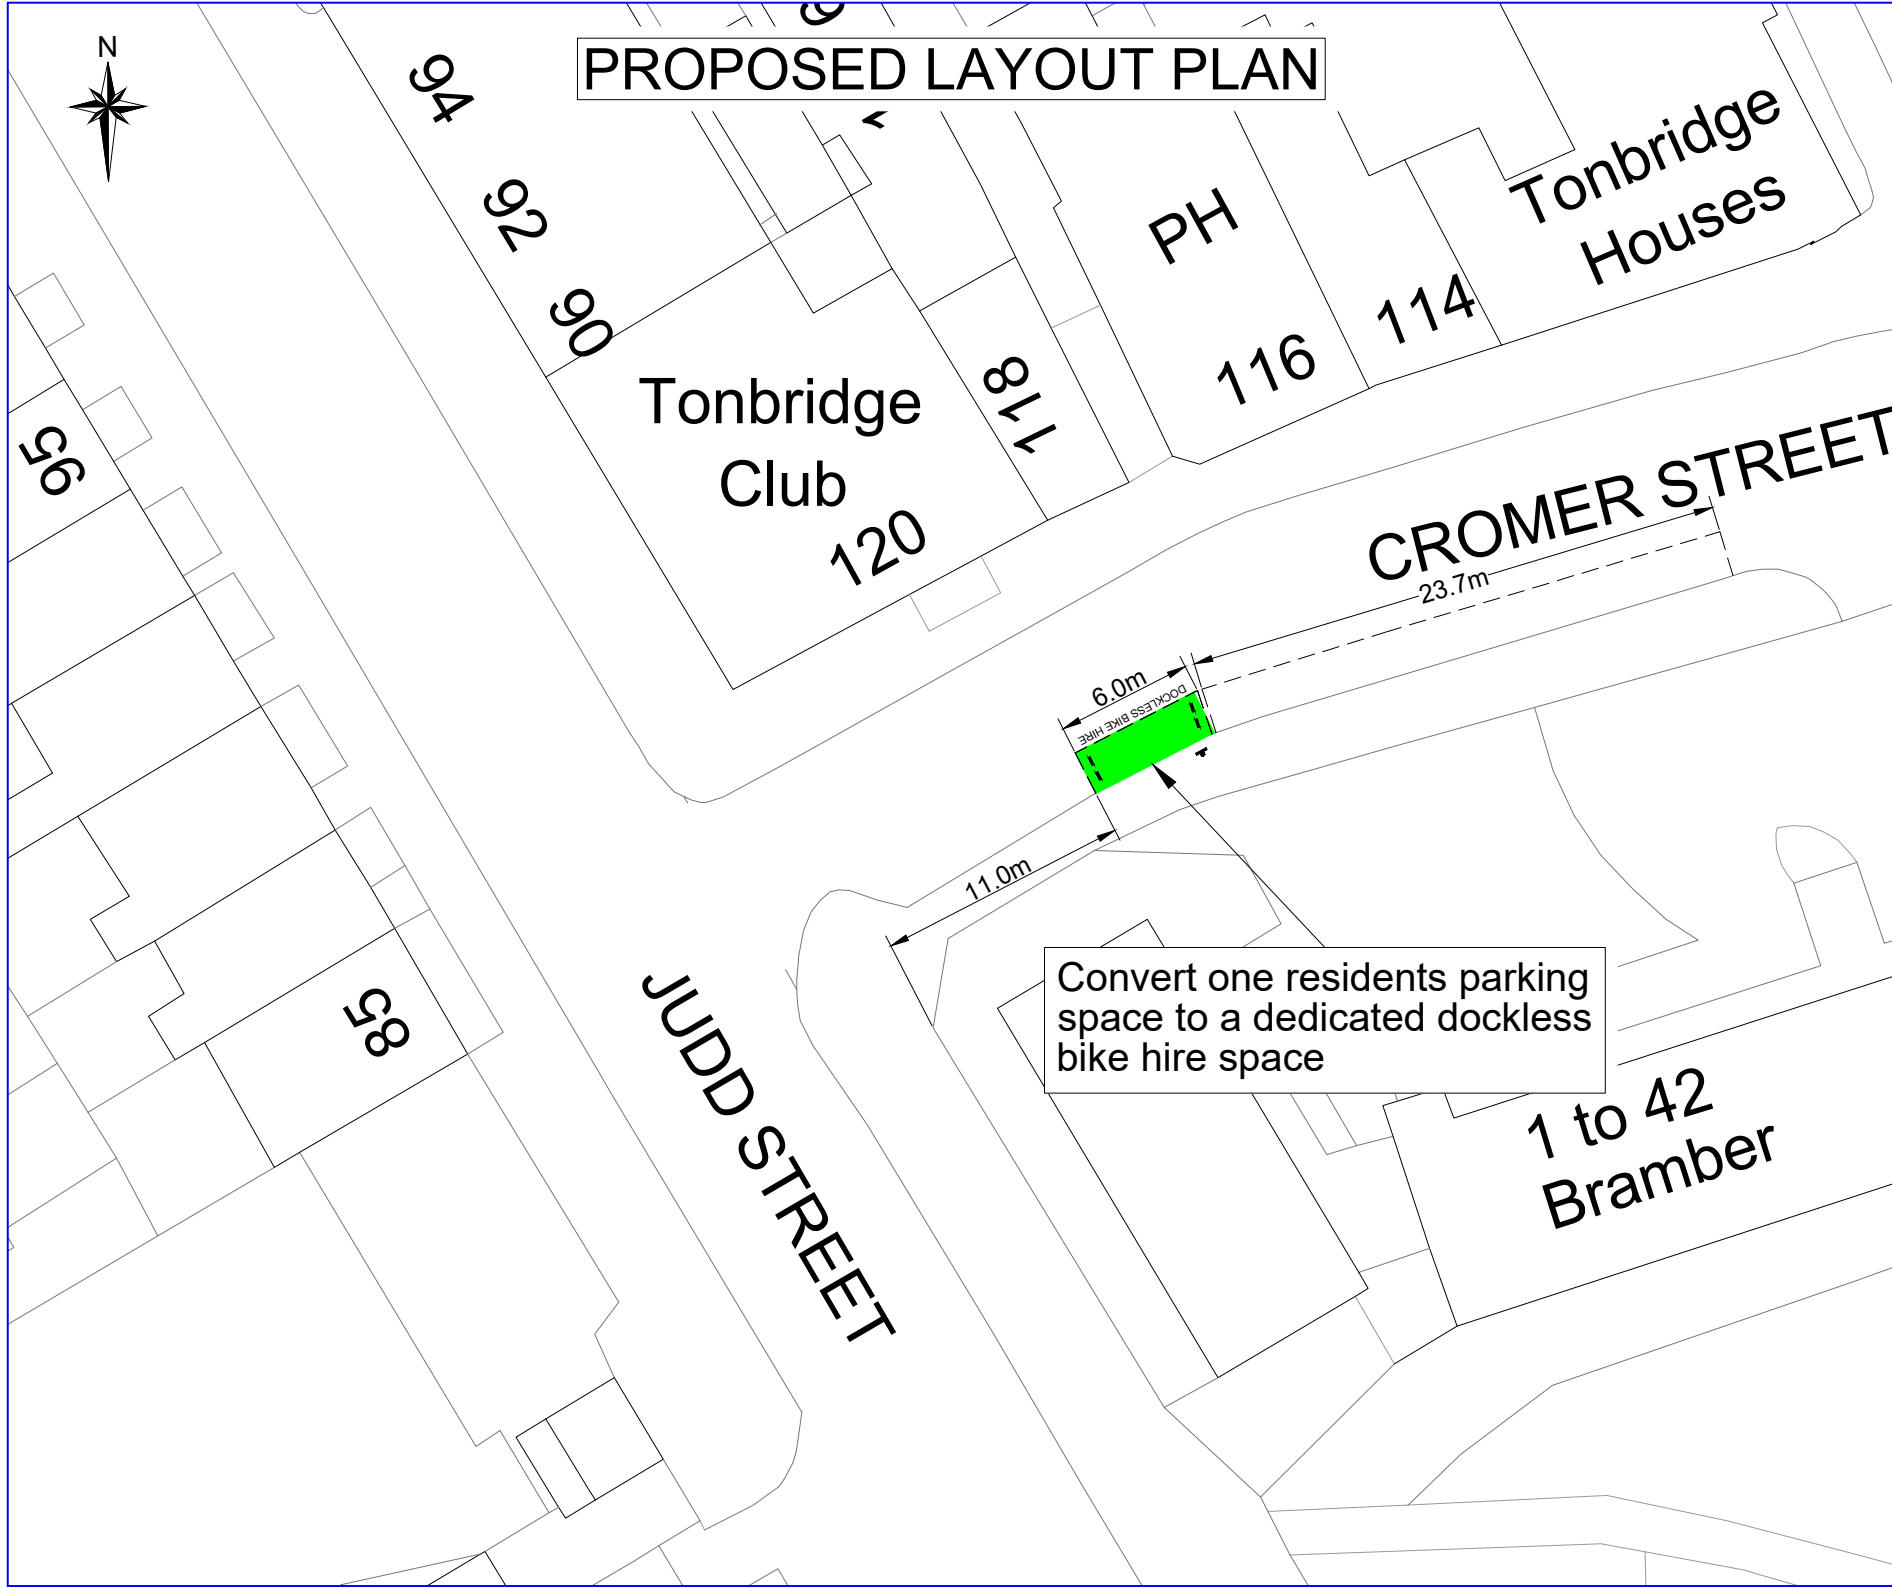 N
PROPOSED LAYOUT PLAN
94
92
90
Tonbridge
Club
120
118
PH
116
114
Tonbridge
Houses
95
CROMER STREET
23.7m
6.0m
DOCKLESS BIKE HIRE
11.0m
Convert one residents parking
space to a dedicated dockless
bike hire space
85
JUDD STREET
1 to 42
Bramber